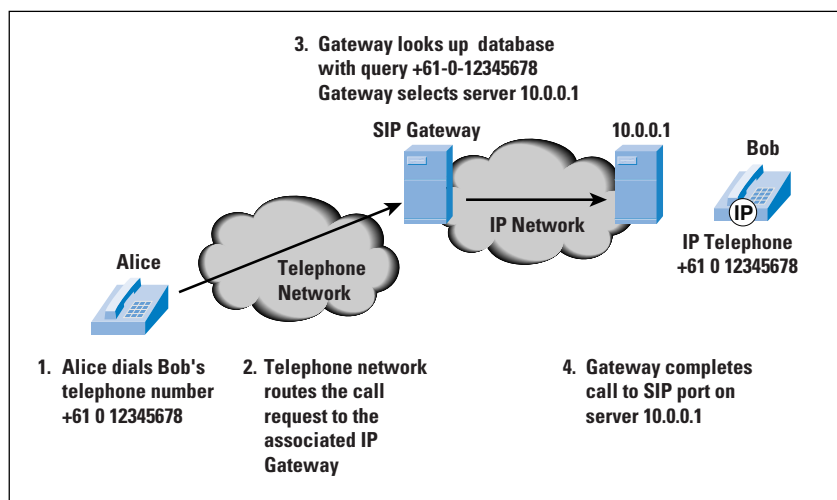 3. Gateway looks up database
with query +61-0-12345678
Gateway selects server 10.0.0.1
SIP Gateway
10.0.0.1
Bob
IP
IP Network
IP Telephone
+61 0 12345678
Alice
Telephone
Network
1. Alice dials Bob's
telephone number
+61 0 12345678
2. Telephone network
routes the call
request to the
associated IP
Gateway
4. Gateway completes
call to SIP port on
server 10.0.0.1